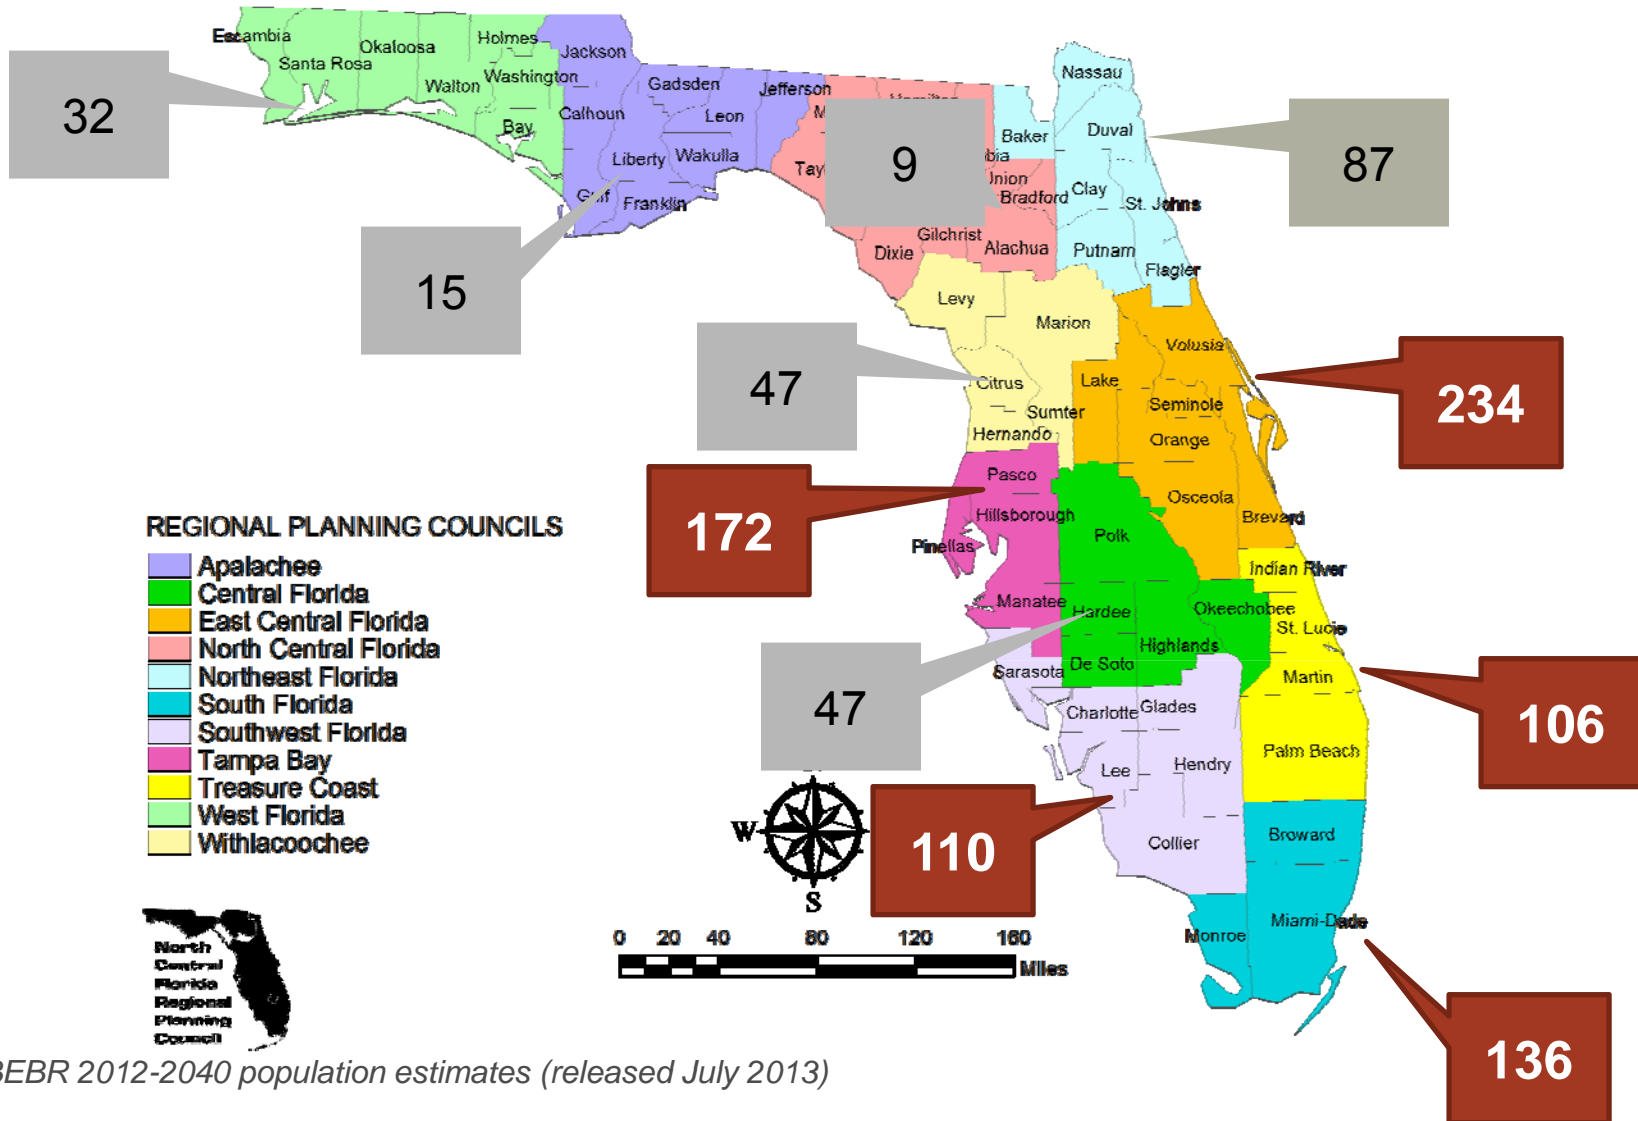 Escambia
Santa Rosa
Okaloosa
Holmes
Walton
Washington
Bay
Jackson
Gadsden
Jefferson
Calhoun
Leon
Liberty
Wakulla
Gulf
Franklin
32
15
9
87
Nassau
Duval
Baker
Union
Bradford
Clay
St. Johns
Gilchrist
Alachua
Putnam
Dixie
Flagler
Levy
Marion
Volusia
47
Citrus
Lake
Seminole
Sumter
Hernando
Orange
234
172
Pasco
Osceola
Hillsborough
Brevard
Polk
Pinellas
Indian River
Manatee
Hardee
Okeechobee
St. Lucie
Highlands
47
Sarasota
De Soto
Martin
106
Charlotte
Glades
Palm Beach
Lee
Hendry
110
Collier
Broward
Miami-Dade
Monroe
136
REGIONAL PLANNING COUNCILS
Apalachee
Central Florida
East Central Florida
North Central Florida
Northeast Florida
South Florida
Southwest Florida
Tampa Bay
Treasure Coast
West Florida
Withlacoochee
W
S
0 20 40 80 120 160
Miles
North
Central
Florida
Regional
Planning
Council
BEBR 2012-2040 population estimates (released July 2013)